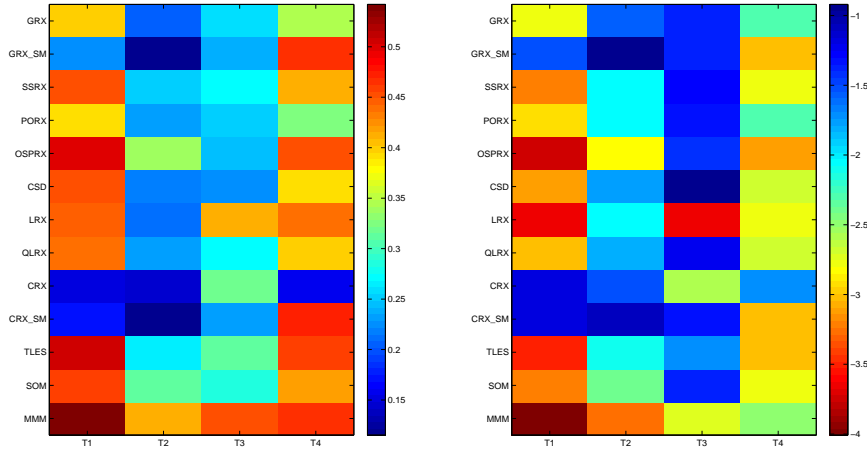 GRX
GRX_SM
SSRX
PORX
OSPRX
CSD
LRX
QLRX
CRX
CRX_SM
TLES
SOM
MMM
T1 T2 T3 T4
0.5
0.45
0.4
0.35
0.3
0.25
0.2
0.15
GRX
GRX_SM
SSRX
PORX
OSPRX
CSD
LRX
QLRX
CRX
CRX_SM
TLES
SOM
MMM
T1 T2 T3 T4
−1
−1.5
−2
−2.5
−3
−3.5
−4